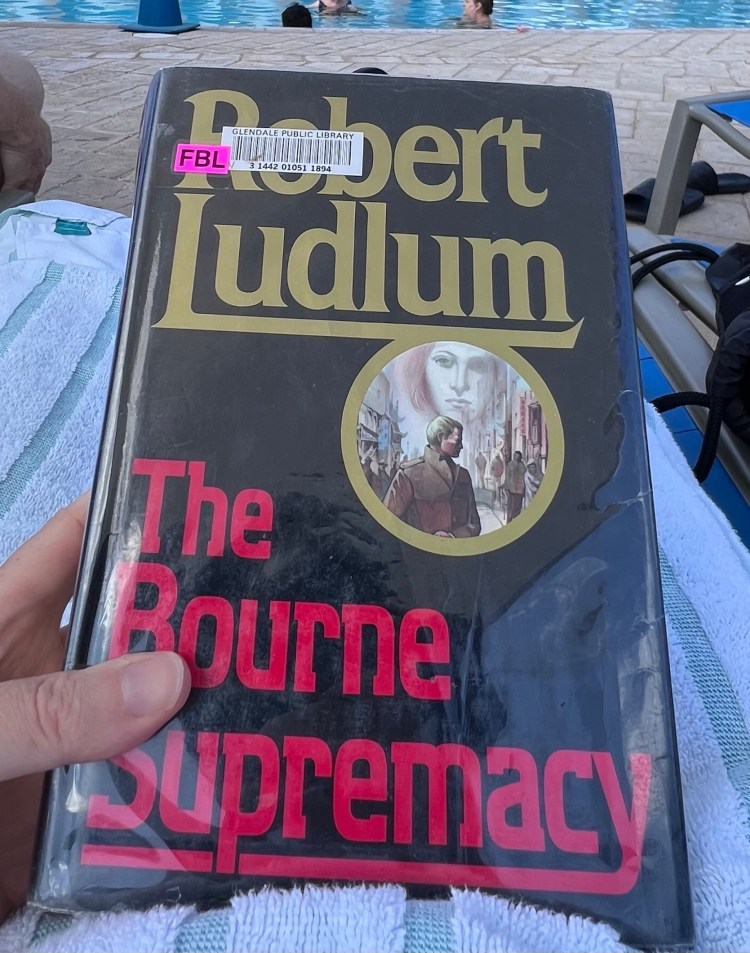 Robert
GLENDALE PUBLIC LIBRARY
FBL
3 1442 01051 1894
Ludlum
The
Bourne
Supremacy